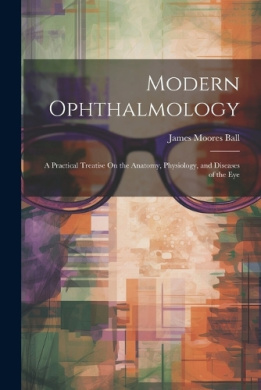 MODERN
OPHTHALMOLOGY
James Moores Ball
A Practical Treatise On the Anatomy, Physiology, and Diseases
of the Eye